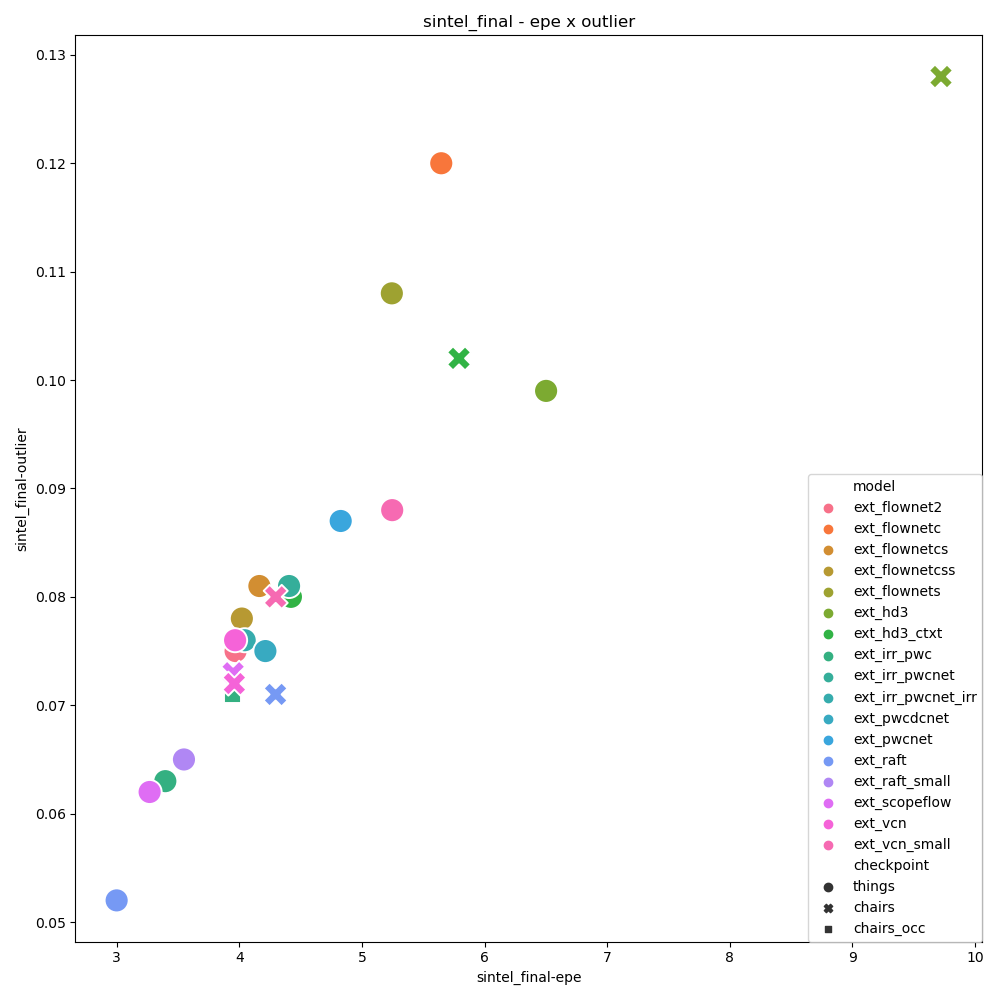 sintel_final - epe x outlier
0.13
0.12
0.11
0.10
0.09
0.08
0.07
0.06
0.05
sintel_final-outlier
3 4 5 6 7 8 9 10
sintel_final-epe
model
ext_flownet2
ext_flownetc
ext_flownetcs
ext_flownetcss
ext_flownets
ext_hd3
ext_hd3_ctxt
ext_irr_pwc
ext_irr_pwcnet
ext_irr_pwcnet_irr
ext_pwcdcnet
ext_pwcnet
ext_raft
ext_raft_small
ext_scopeflow
ext_vcn
ext_vcn_small
checkpoint
things
chairs
chairs_occ